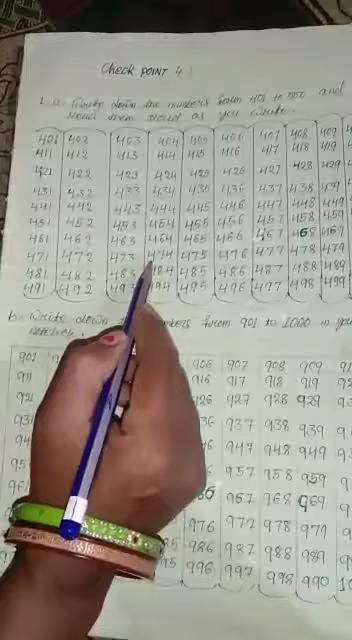 Check POINT 4.
1. a. Write down the numbers from 401 to 500 and
read them aloud as you write.
401 402 403 404 405 406 407 408 409
411 412 413 414 415 416 417 418 419
421 422 423 424 425 426 427 428 429
431 432 433 434 435 436 437 438 439
441 442 443 444 445 446 447 448 449
451 452 453 454 455 456 457 458 459
461 462 463 464 465 466 467 468 469
471 472 473 474 475 476 477 478 479
481 482 483 484 485 486 487 488 489
491 492 493 494 495 496 497 498 499
b. Write down numbers from 901 to 1000 in you
901 906 907 908 909
911 916 917 918 919
921 926 927 928 929
937 938 939
947 948 949
957 958 959
967 968 969
976 977 978 979
986 987 988 989
996 997 998 990